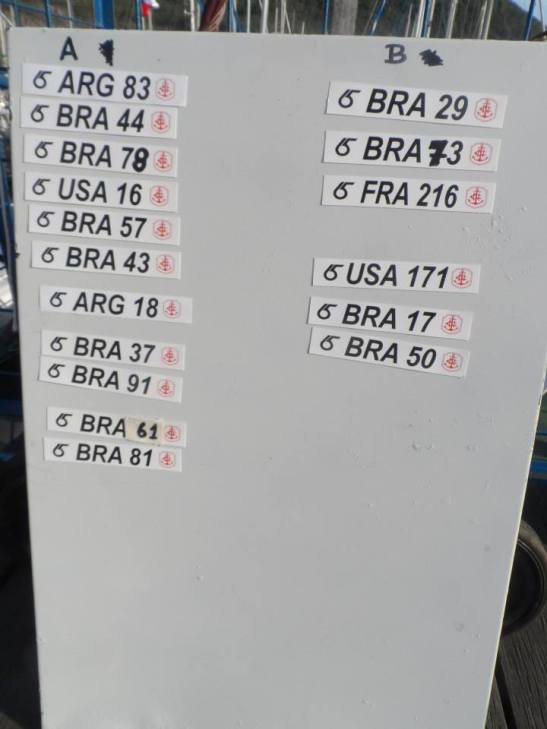 A
ARG 83
BRA 44
BRA 78
USA 16
BRA 57
BRA 43
ARG 18
BRA 37
BRA 91
BRA 61
BRA 81
B
BRA 29
BRA 73
FRA 216
USA 171
BRA 17
BRA 50